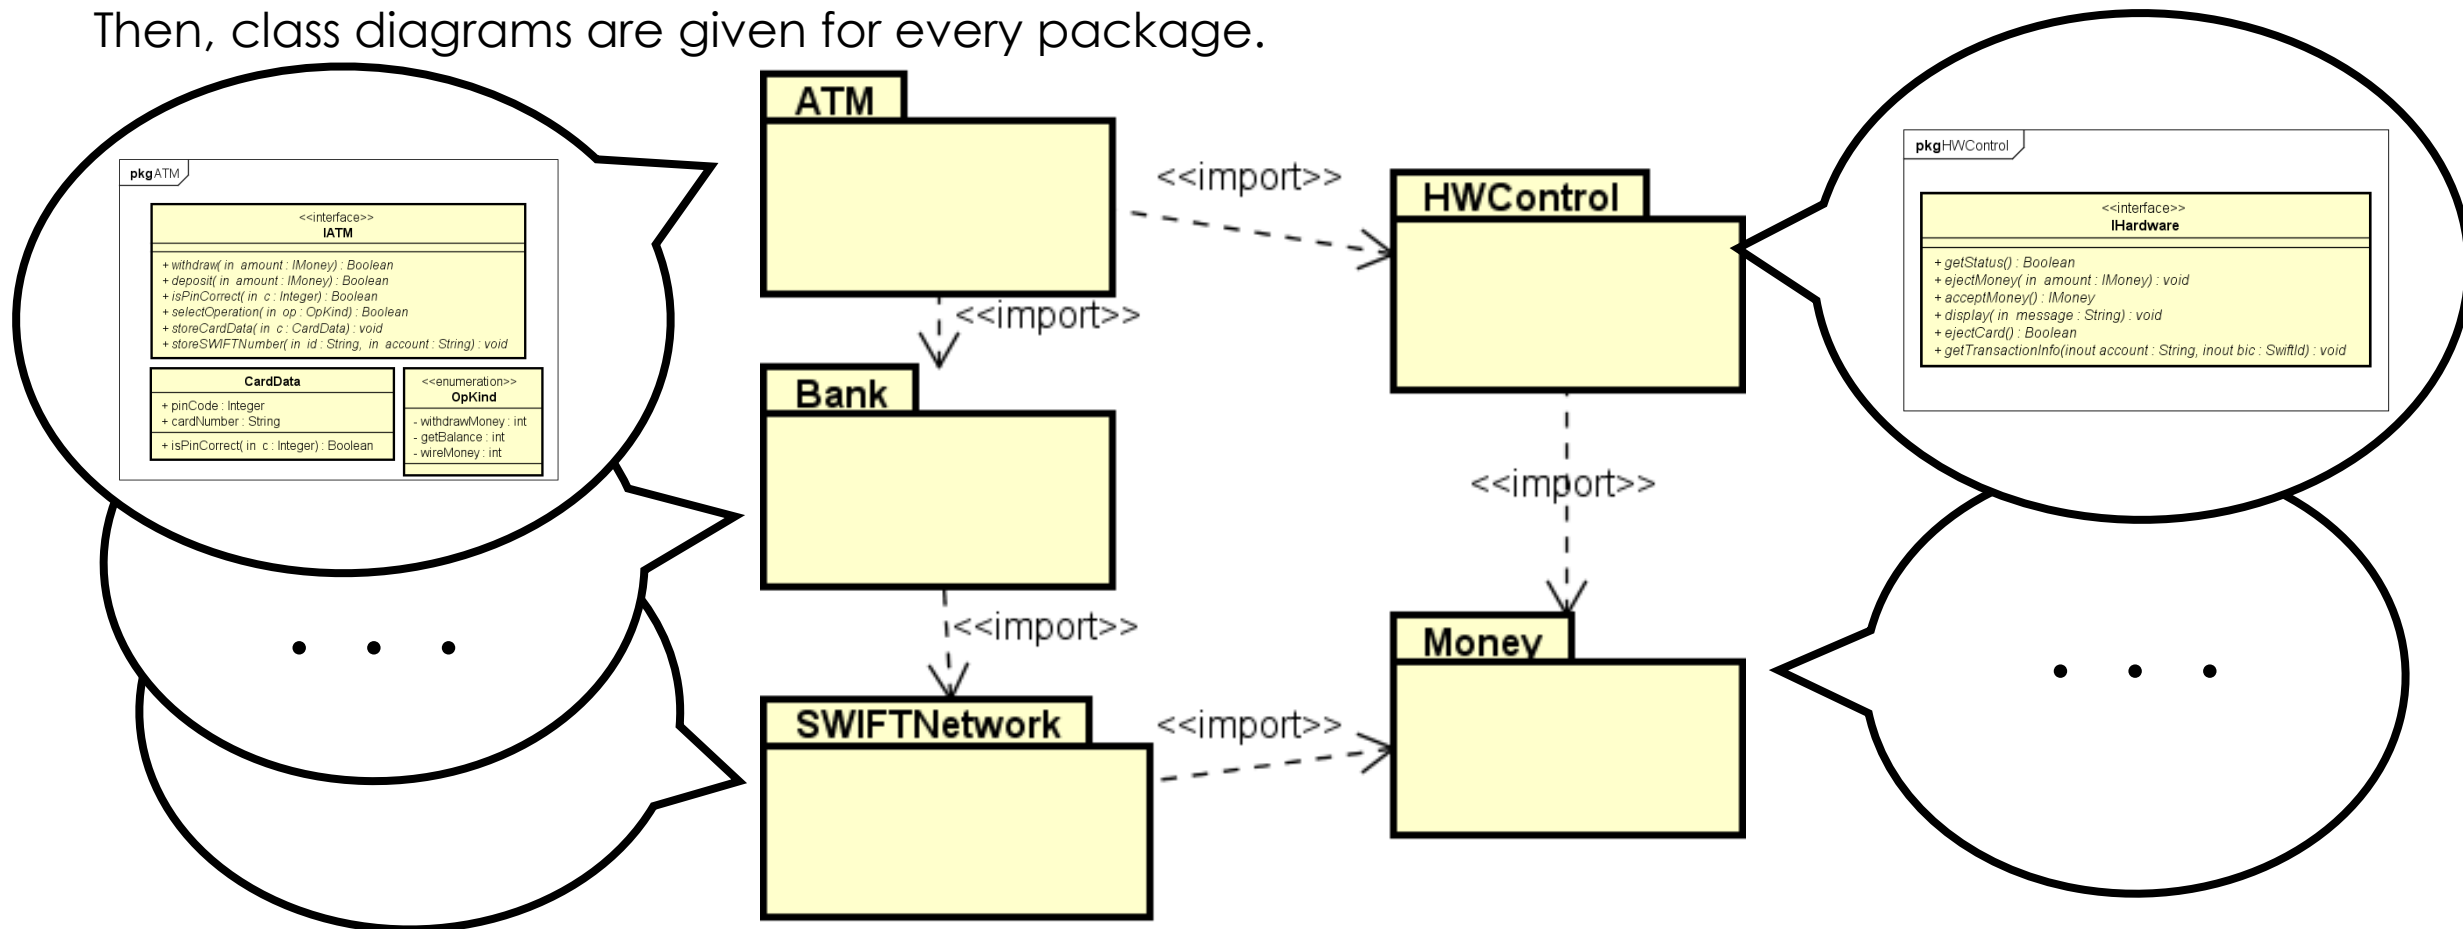 Then, class diagrams are given for every package.
pkg ATM
<<interface>>
IATM
+ withdraw( in amount : IMoney) : Boolean
+ deposit( in amount : IMoney) : Boolean
+ isPinCorrect( in c : Integer) : Boolean
+ selectOperation( in op : OpKind) : Boolean
+ storeCardData( in c : CardData) : void
+ storeSWIFTNumber( in id : String, in account : String) : void
CardData
+ pinCode : Integer
+ cardNumber : String
+ isPinCorrect( in c : Integer) : Boolean
<<enumeration>>
OpKind
- withdrawMoney : int
- getBalance : int
- wireMoney : int
ATM
<<import>>
<<import>>
Bank
<<import>>
SWIFTNetwork
<<import>>
HWControl
<<import>>
Money
pkg HWControl
<<interface>>
IHardware
+ getStatus() : Boolean
+ ejectMoney( in amount : IMoney) : void
+ acceptMoney() : IMoney
+ display( in message : String) : void
+ ejectCard() : Boolean
+ getTransactionInfo(inout account : String, inout bic : SwiftId) : void
. . .
. . .